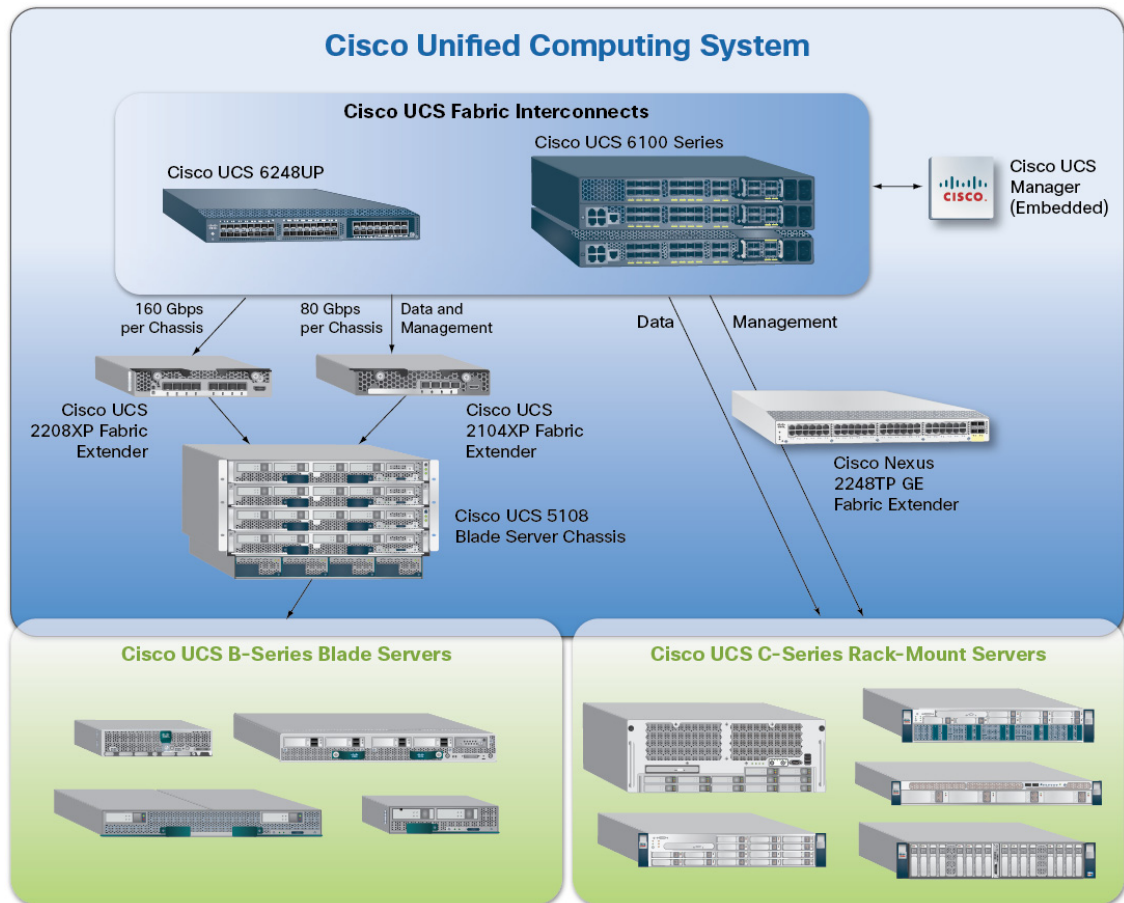 Cisco Unified Computing System
Cisco UCS Fabric Interconnects
Cisco UCS 6248UP
Cisco UCS 6100 Series
CISCO.
Cisco UCS
Manager
(Embedded)
160 Gbps
per Chassis
80 Gbps
per Chassis
Data and
Management
Data
Management
Cisco UCS
2208XP Fabric
Extender
Cisco UCS
2104XP Fabric
Extender
Cisco Nexus
2248TP GE
Fabric Extender
Cisco UCS 5108
Blade Server Chassis
Cisco UCS B-Series Blade Servers
Cisco UCS C-Series Rack-Mount Servers